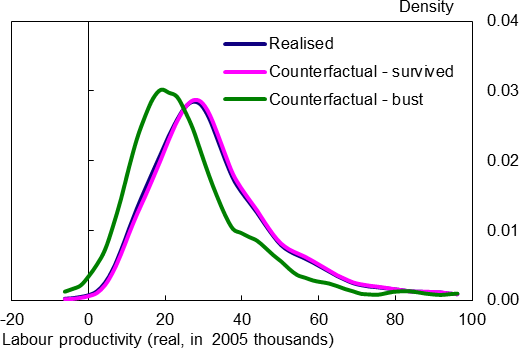 Density
0.04
Realised
Counterfactual - survived
Counterfactual - bust
0.03
0.02
0.01
0.00
-20 0 20 40 60 80 100
Labour productivity (real, in 2005 thousands)